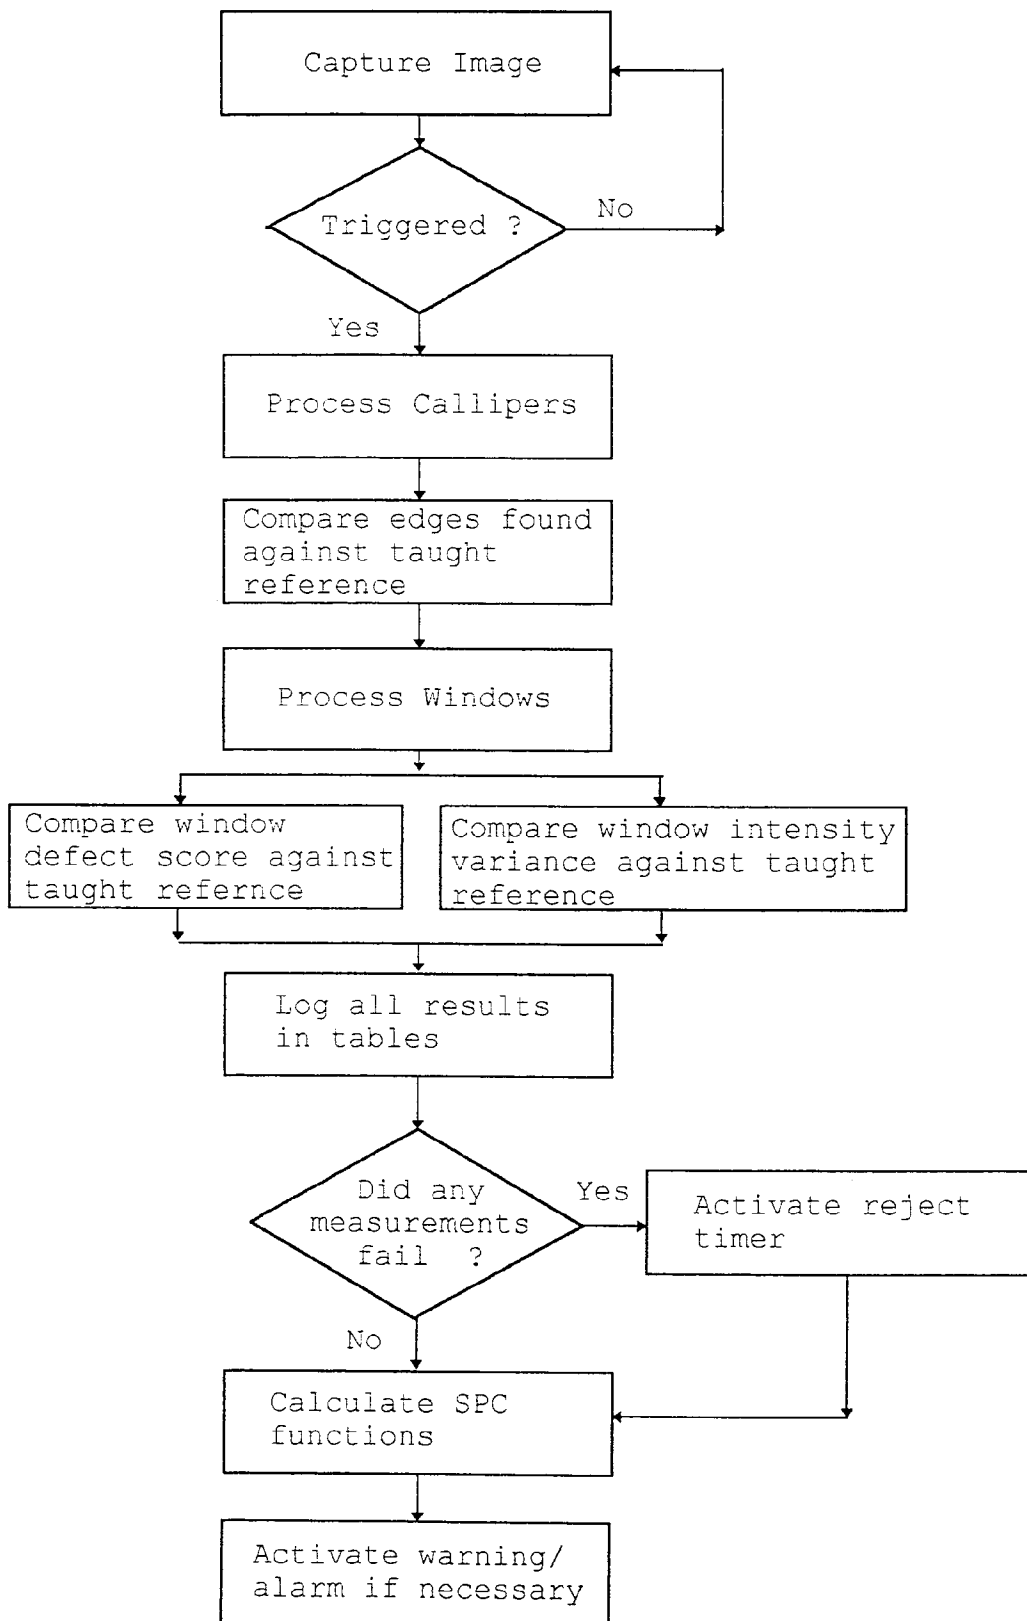 Capture Image
Triggered ?
No
Yes
Process Callipers
Compare edges found
against taught
reference
Process Windows
Compare window
defect score against
taught refernce
Compare window intensity
variance against taught
reference
Log all results
in tables
Did any
measurements
fail ?
Yes
Activate reject
timer
No
Calculate SPC
functions
Activate warning/
alarm if necessary